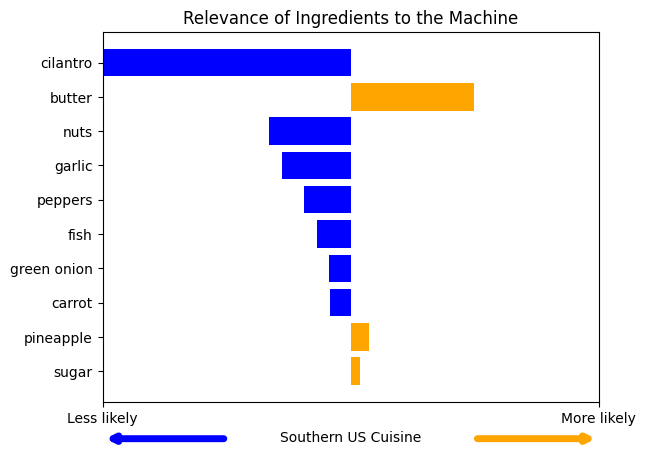 Relevance of Ingredients to the Machine
cilantro
butter
nuts
garlic
peppers
fish
green onion
carrot
pineapple
sugar
Less likely
More likely
Southern US Cuisine